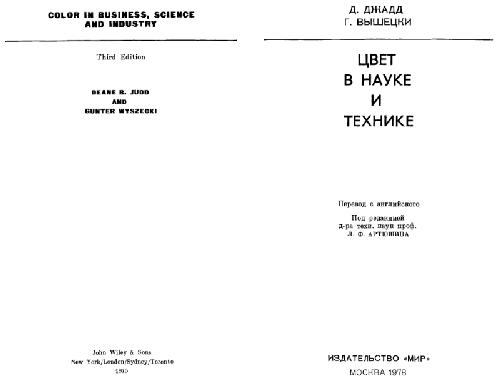 COLOR IN BUSINESS, SCIENCE
AND INDUSTRY
Third Edition
DEANE B. JUDD
AND
GUNTER WYSZECKI
John Wiley & Sons
New York/London/Sydney/Toronto
Д. ДЖАДД
Г. ВЫШЕЦКИ
ЦВЕТ
В НАУКЕ
И
ТЕХНИКЕ
Перевод с английского
Под редакцией
д-ра техн. наук проф.
Л. Ф. АРТЮШИНА
ИЗДАТЕЛЬСТВО «МИР»
МОСКВА 1978